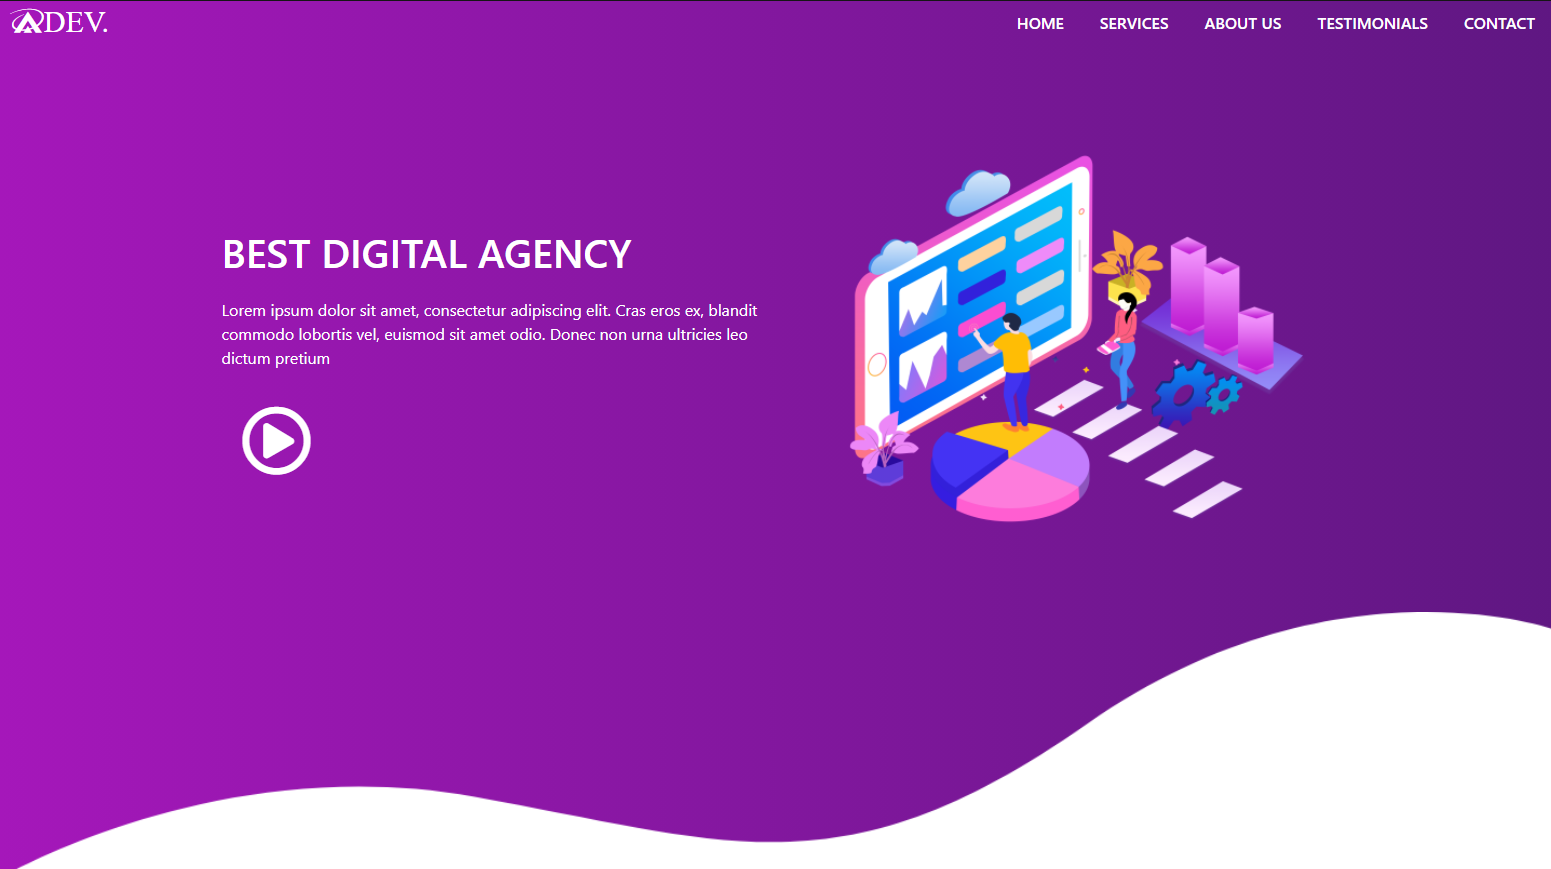 ADEV.
HOME SERVICES ABOUT US TESTIMONIALS CONTACT
BEST DIGITAL AGENCY
Lorem ipsum dolor sit amet, consectetur adipiscing elit. Cras eros ex, blandit
commodo lobortis vel, euismod sit amet odio. Donec non urna ultricies leo
dictum pretium